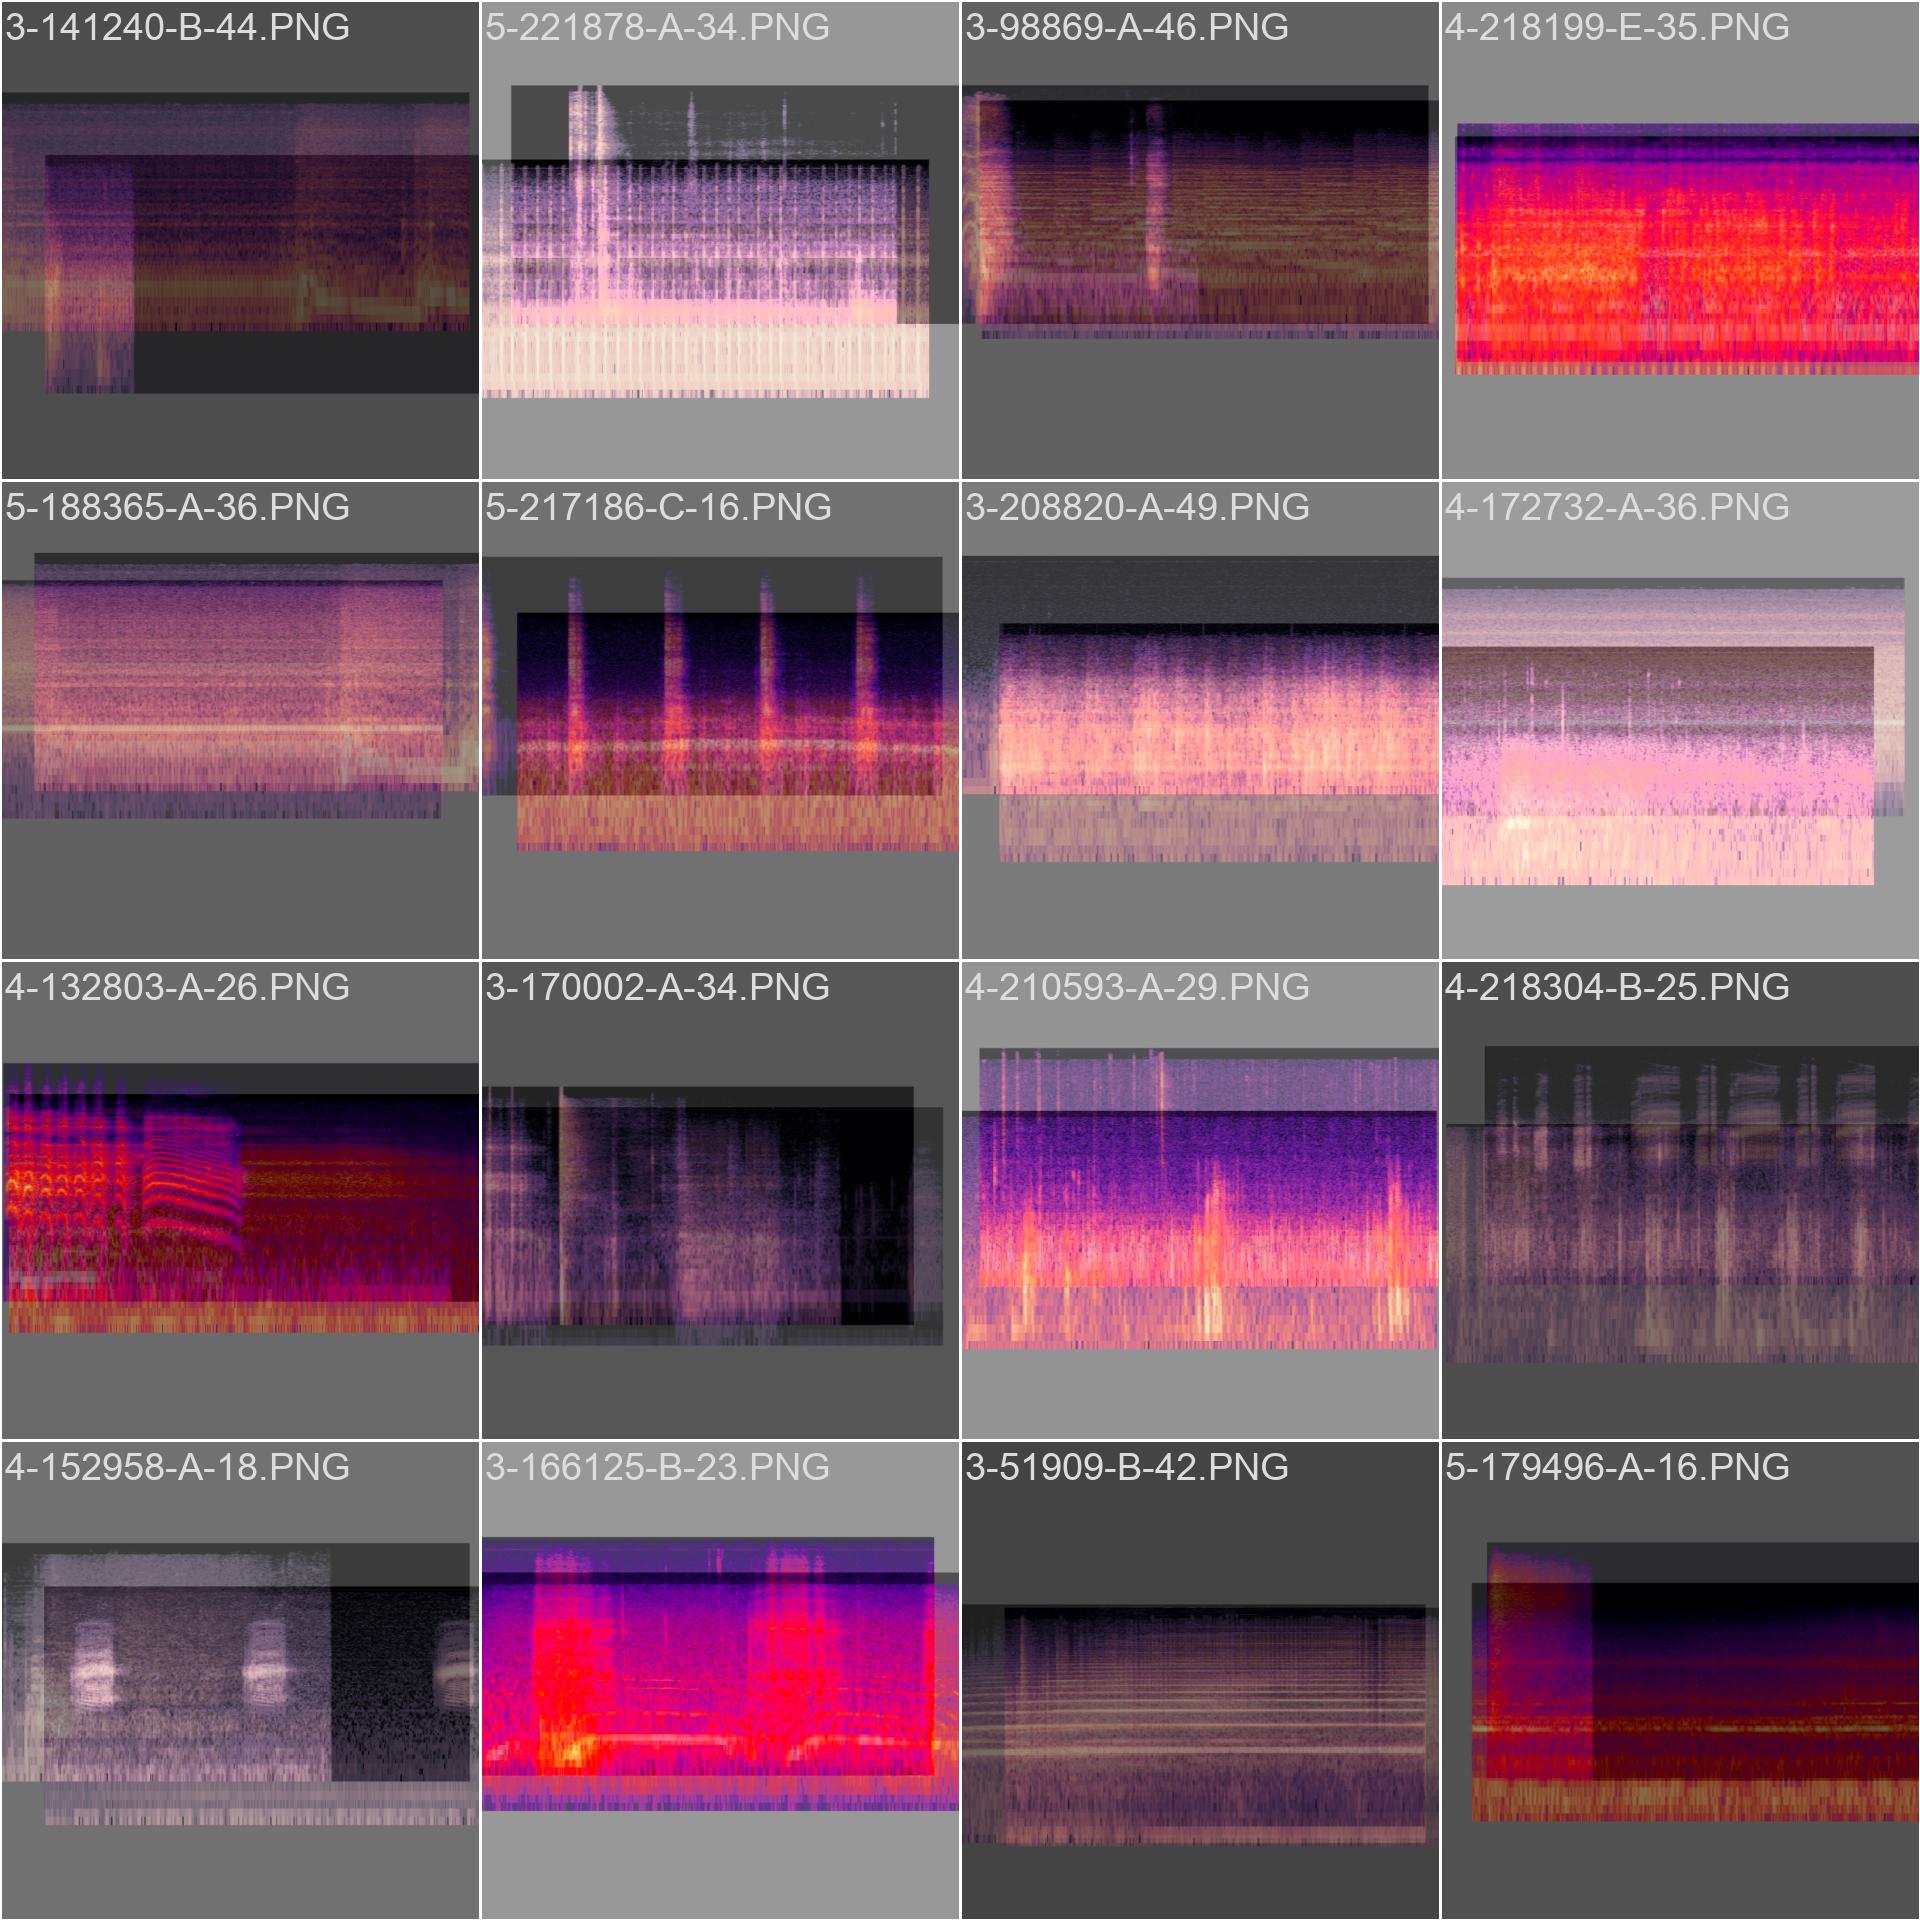 3-141240-B-44.PNG
5-221878-A-34.PNG
3-98869-A-46.PNG
4-218199-E-35.PNG
5-188365-A-36.PNG
5-217186-C-16.PNG
3-208820-A-49.PNG
4-172732-A-36.PNG
4-132803-A-26.PNG
3-170002-A-34.PNG
4-210593-A-29.PNG
4-218304-B-25.PNG
4-152958-A-18.PNG
3-166125-B-23.PNG
3-51909-B-42.PNG
5-179496-A-16.PNG